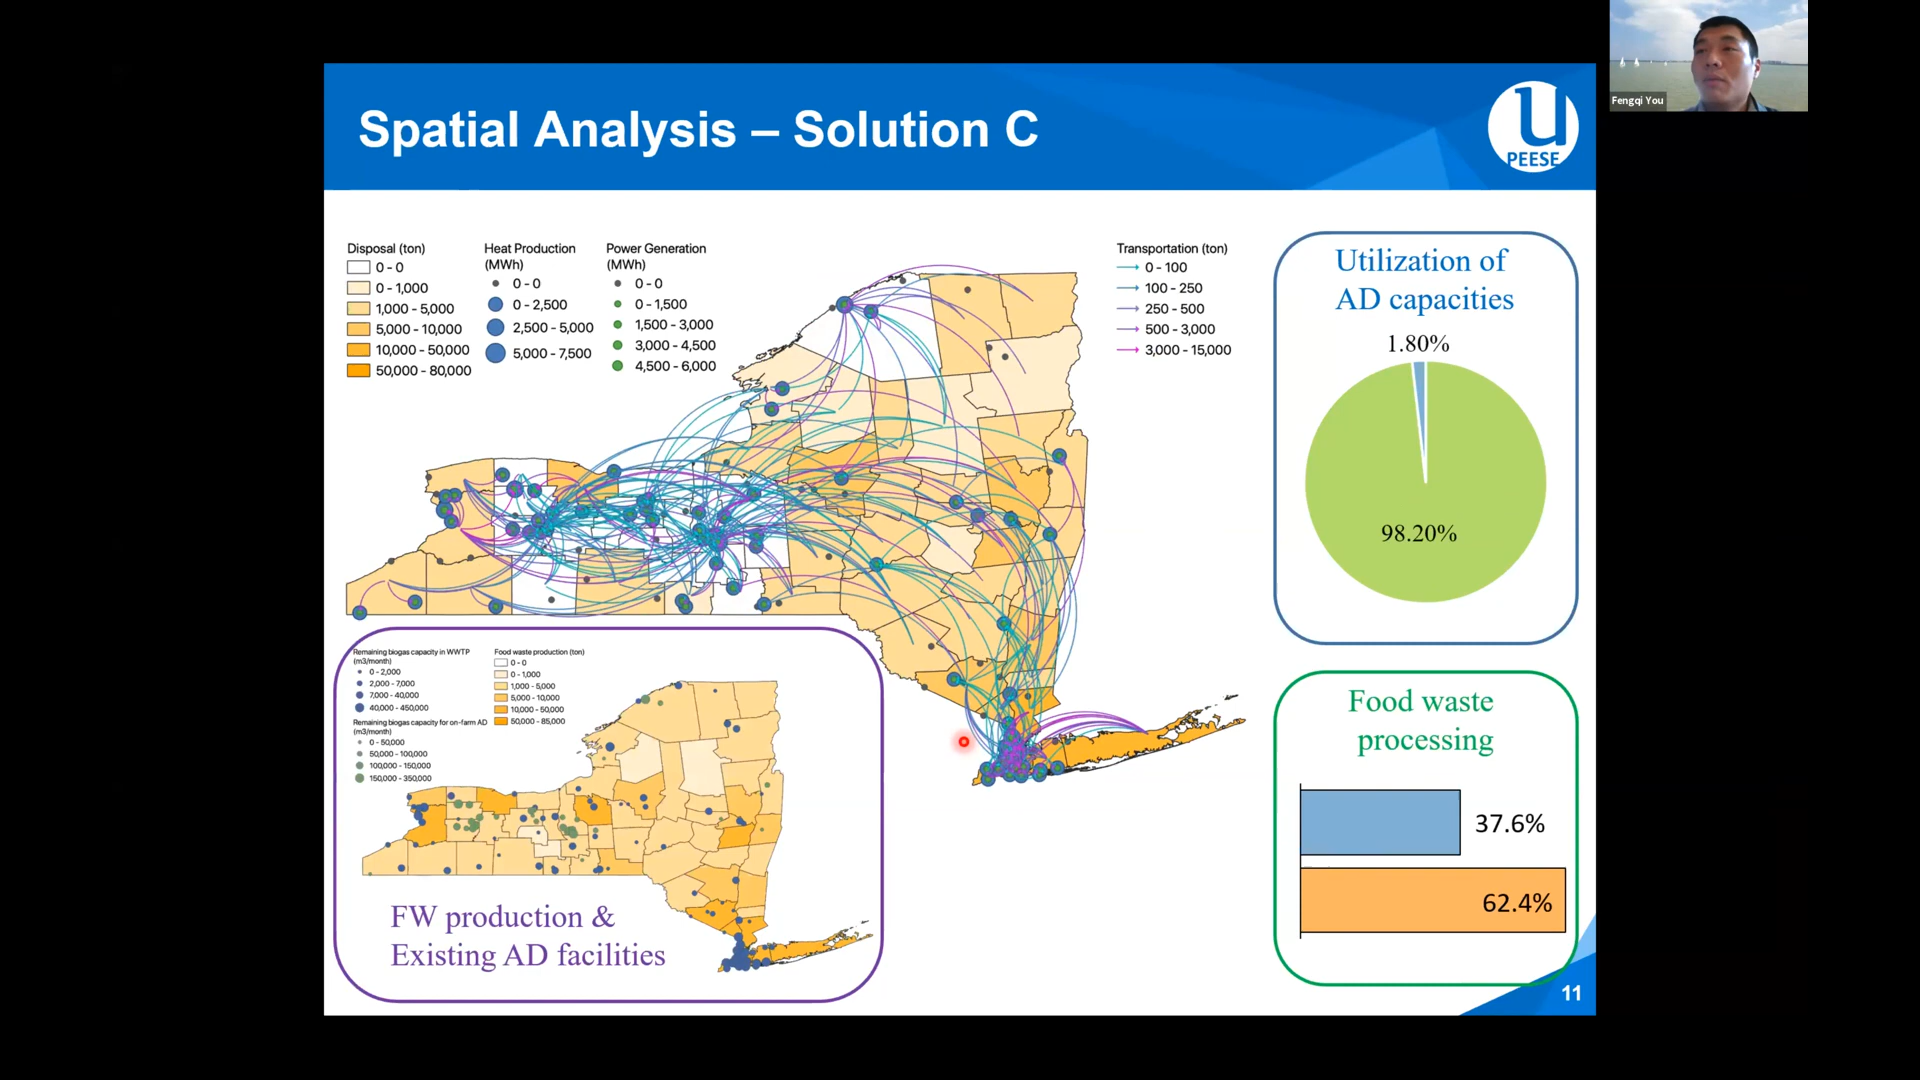 Fengqi You
Spatial Analysis – Solution C
u
PEESE
Disposal (ton)
0 - 0
0 - 1,000
1,000 - 5,000
5,000 - 10,000
10,000 - 50,000
50,000 - 80,000
Heat Production
(MWh)
0 - 0
0 - 2,500
2,500 - 5,000
5,000 - 7,500
Power Generation
(MWh)
0 - 0
0 - 1,500
1,500 - 3,000
3,000 - 4,500
4,500 - 6,000
Transportation (ton)
0 - 100
100 - 250
250 - 500
500 - 3,000
3,000 - 15,000
Utilization of
AD capacities
1.80%
98.20%
Remaining biogas capacity in WWTP
(m3/month)
0 - 2,000
2,000 - 7,000
7,000 - 40,000
40,000 - 450,000
Remaining biogas capacity for on-farm AD
(m3/month)
0 - 50,000
50,000 - 100,000
100,000 - 150,000
150,000 - 350,000
Food waste production (ton)
0 - 0
0 - 1,000
1,000 - 5,000
5,000 - 10,000
10,000 - 50,000
50,000 - 85,000
FW production &
Existing AD facilities
Food waste
processing
37.6%
62.4%
11